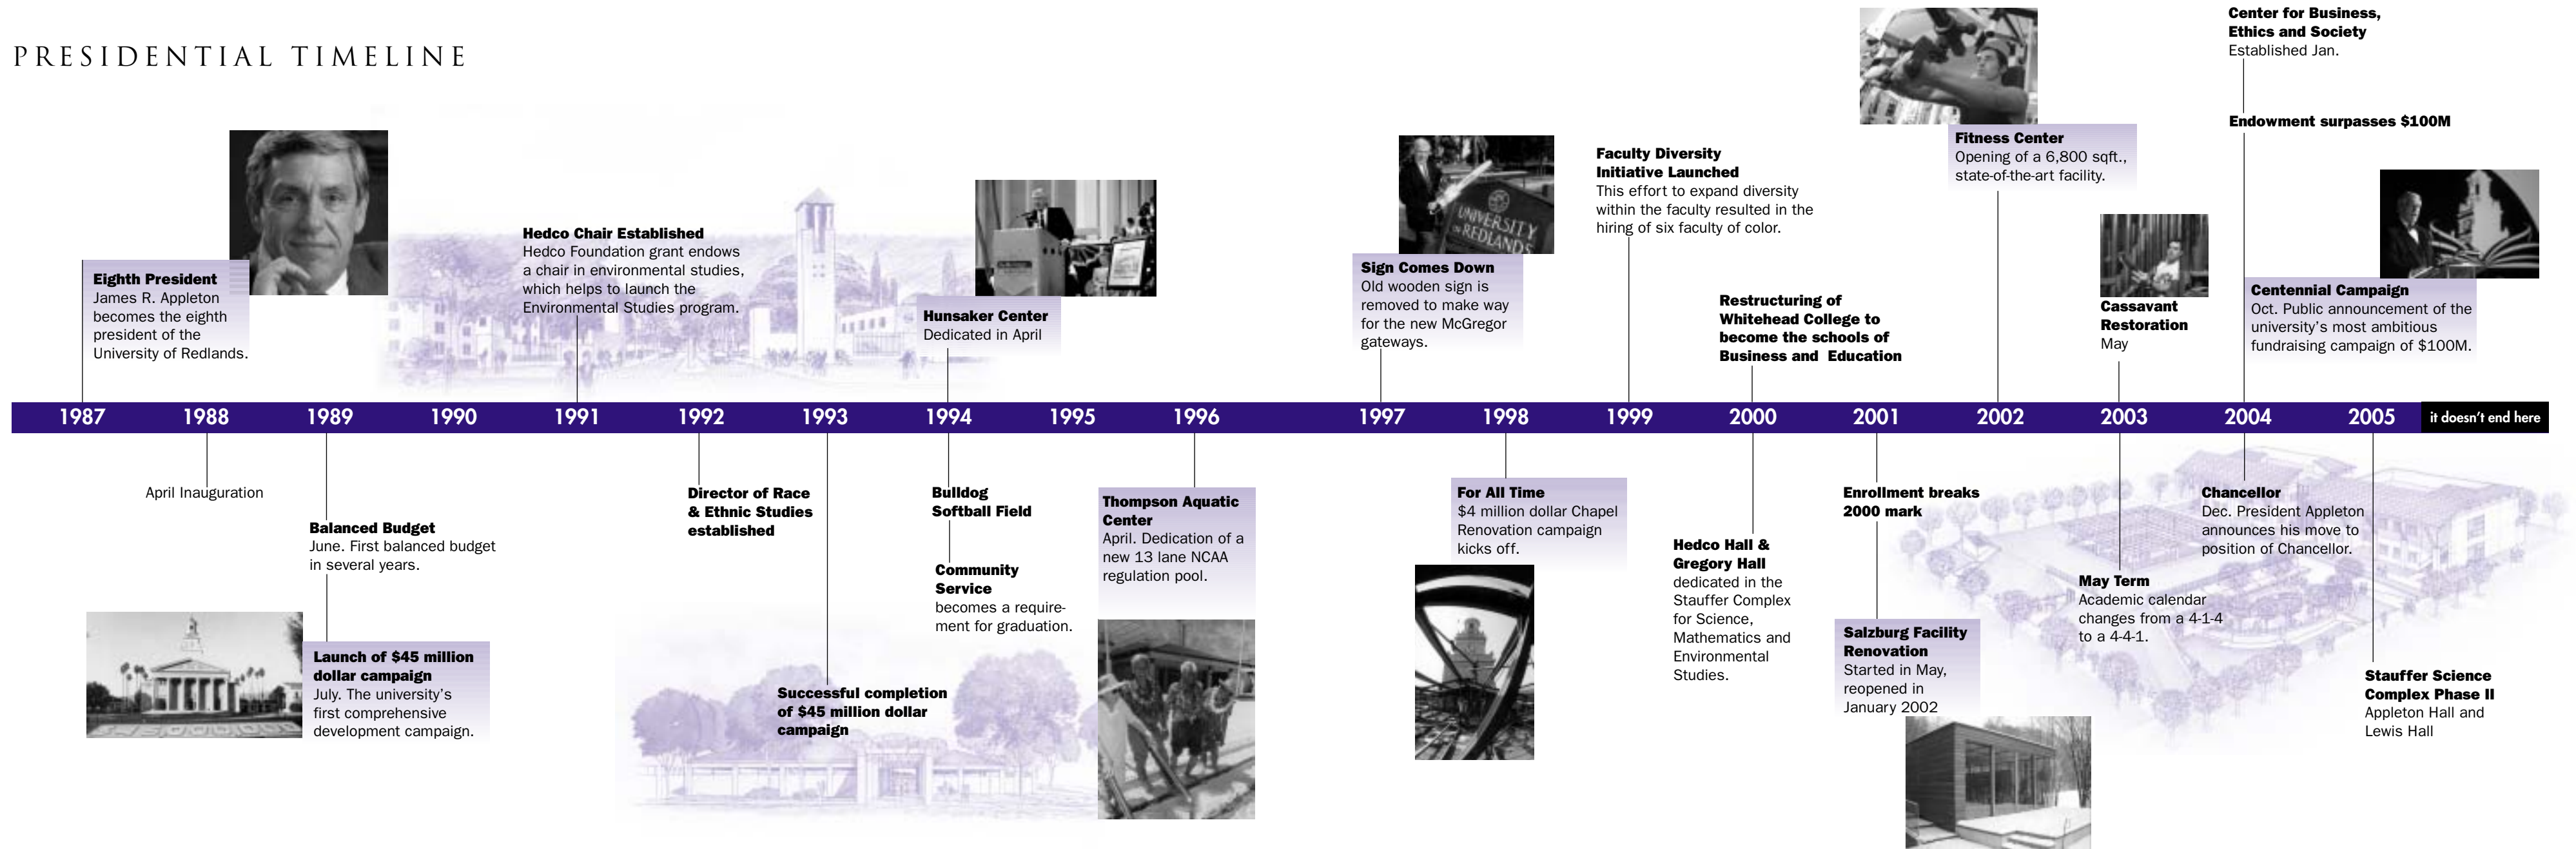 PRESIDENTIAL TIMELINE
Eighth President
James R. Appleton
becomes the eighth
president of the
University of Redlands.
Hedco Chair Established
Hedco Foundation grant endows
a chair in environmental studies,
which helps to launch the
Environmental Studies program.
Hunsaker Center
Dedicated in April
UNIVERSITY
OF REDLANDS
Sign Comes Down
Old wooden sign is
removed to make way
for the new McGregor
gateways.
Faculty Diversity
Initiative Launched
This effort to expand diversity
within the faculty resulted in the
hiring of six faculty of color.
Restructuring of
Whitehead College to
become the schools of
Business and Education
Fitness Center
Opening of a 6,800 sqft.,
state-of-the-art facility.
Cassavant
Restoration
May
Center for Business,
Ethics and Society
Established Jan.
Endowment surpasses $100M
Centennial Campaign
Oct. Public announcement of the
university's most ambitious
fundraising campaign of $100M.
1987 1988 1989 1990 1991 1992 1993 1994 1995 1996 1997 1998 1999 2000 2001 2002 2003 2004 2005 it doesn't end here
April Inauguration
Balanced Budget
June. First balanced budget
in several years.
Launch of $45 million
dollar campaign
July. The university's
first comprehensive
development campaign.
Director of Race
& Ethnic Studies
established
Successful completion
of $45 million dollar
campaign
Bulldog
Softball Field
Community
Service
becomes a require-
ment for graduation.
Thompson Aquatic
Center
April. Dedication of a
new 13 lane NCAA
regulation pool.
For All Time
$4 million dollar Chapel
Renovation campaign
kicks off.
Hedco Hall &
Gregory Hall
dedicated in the
Stauffer Complex
for Science,
Mathematics and
Environmental
Studies.
Enrollment breaks
2000 mark
Salzburg Facility
Renovation
Started in May,
reopened in
January 2002
May Term
Academic calendar
changes from a 4-1-4
to a 4-4-1.
Chancellor
Dec. President Appleton
announces his move to
position of Chancellor.
Stauffer Science
Complex Phase II
Appleton Hall and
Lewis Hall